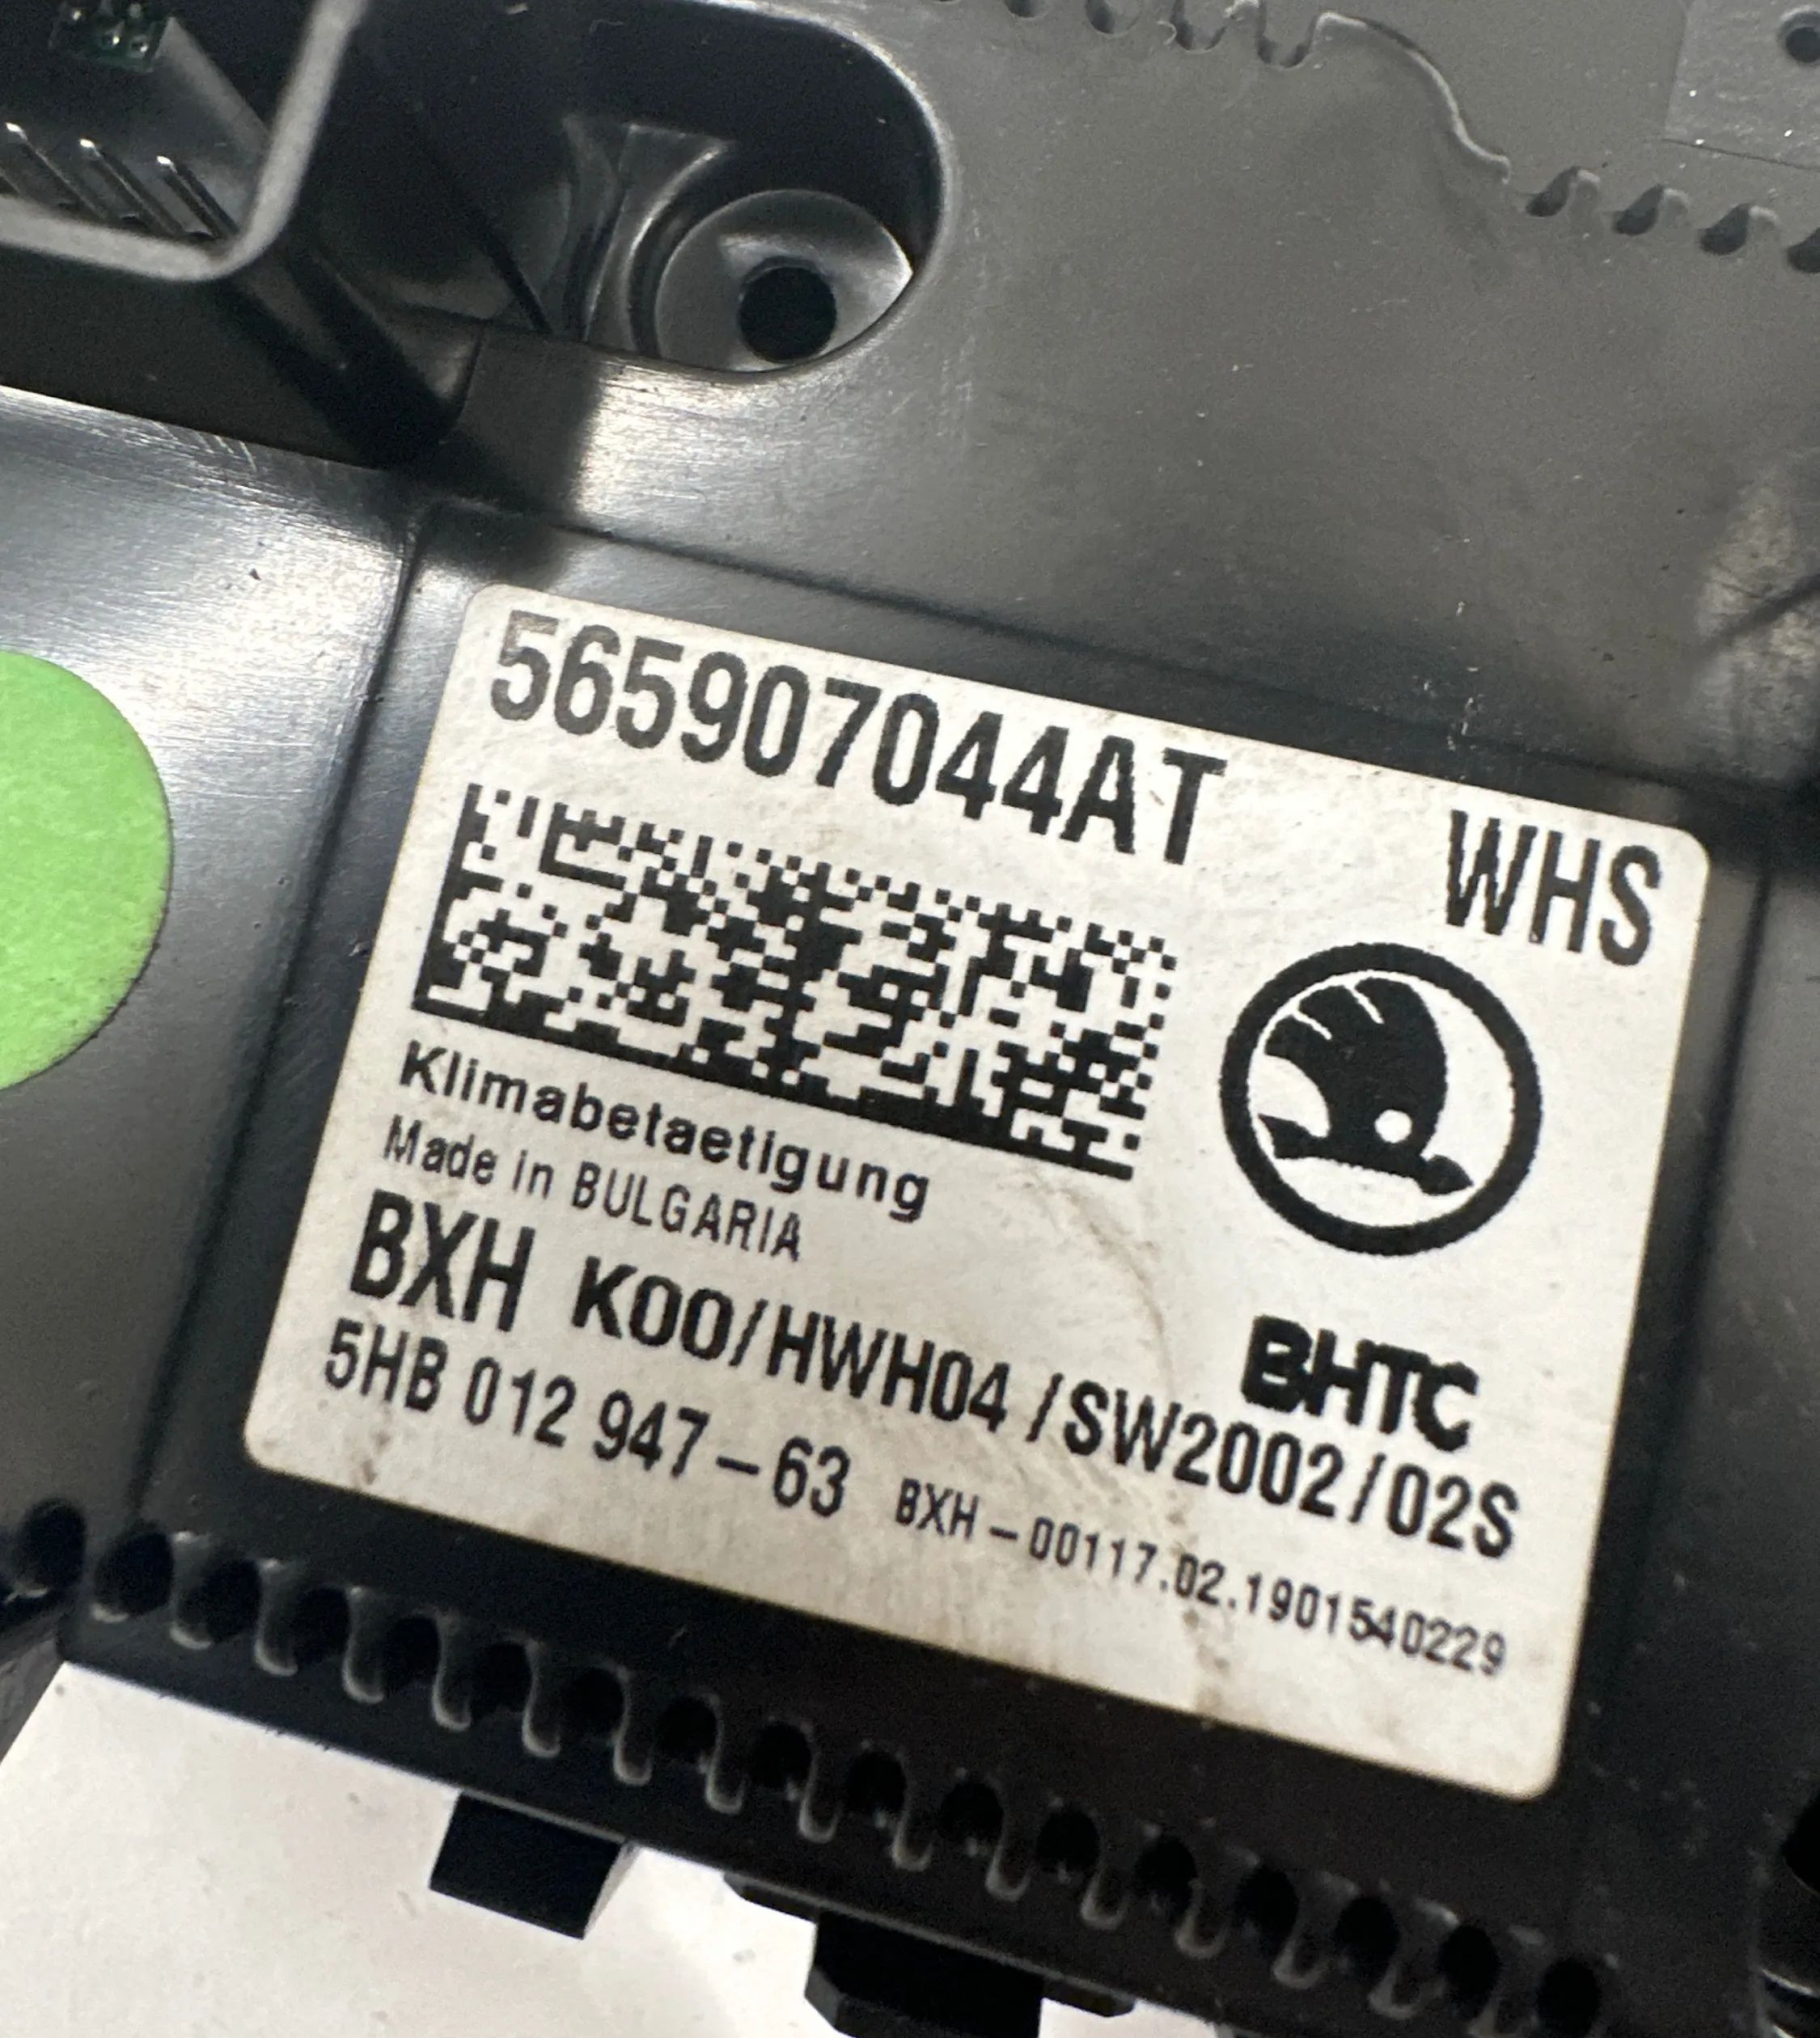 565907044AT
WHS
Klimabetaetigung
Made in BULGARIA
BHTC
BXH K00/HWH04 /SW2002/02S
5HB 012 947-63 BXH-00117.02.1901540229